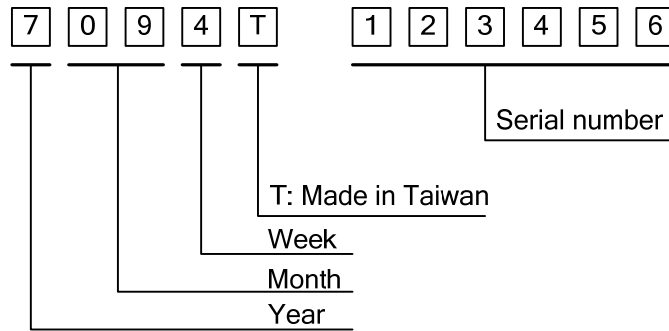 7 0 9 4 T 1 2 3 4 5 6
Serial number
T: Made in Taiwan
Week
Month
Year